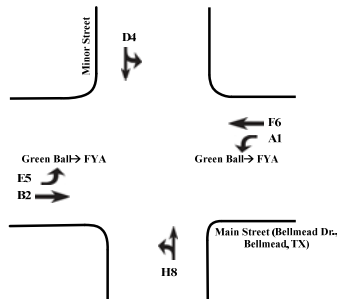 D4
Minor Street
F6
A1
Green Ball→ FYA
Green Ball→ FYA
E5
B2
Main Street (Bellmead Dr.,
Bellmead, TX)
H8